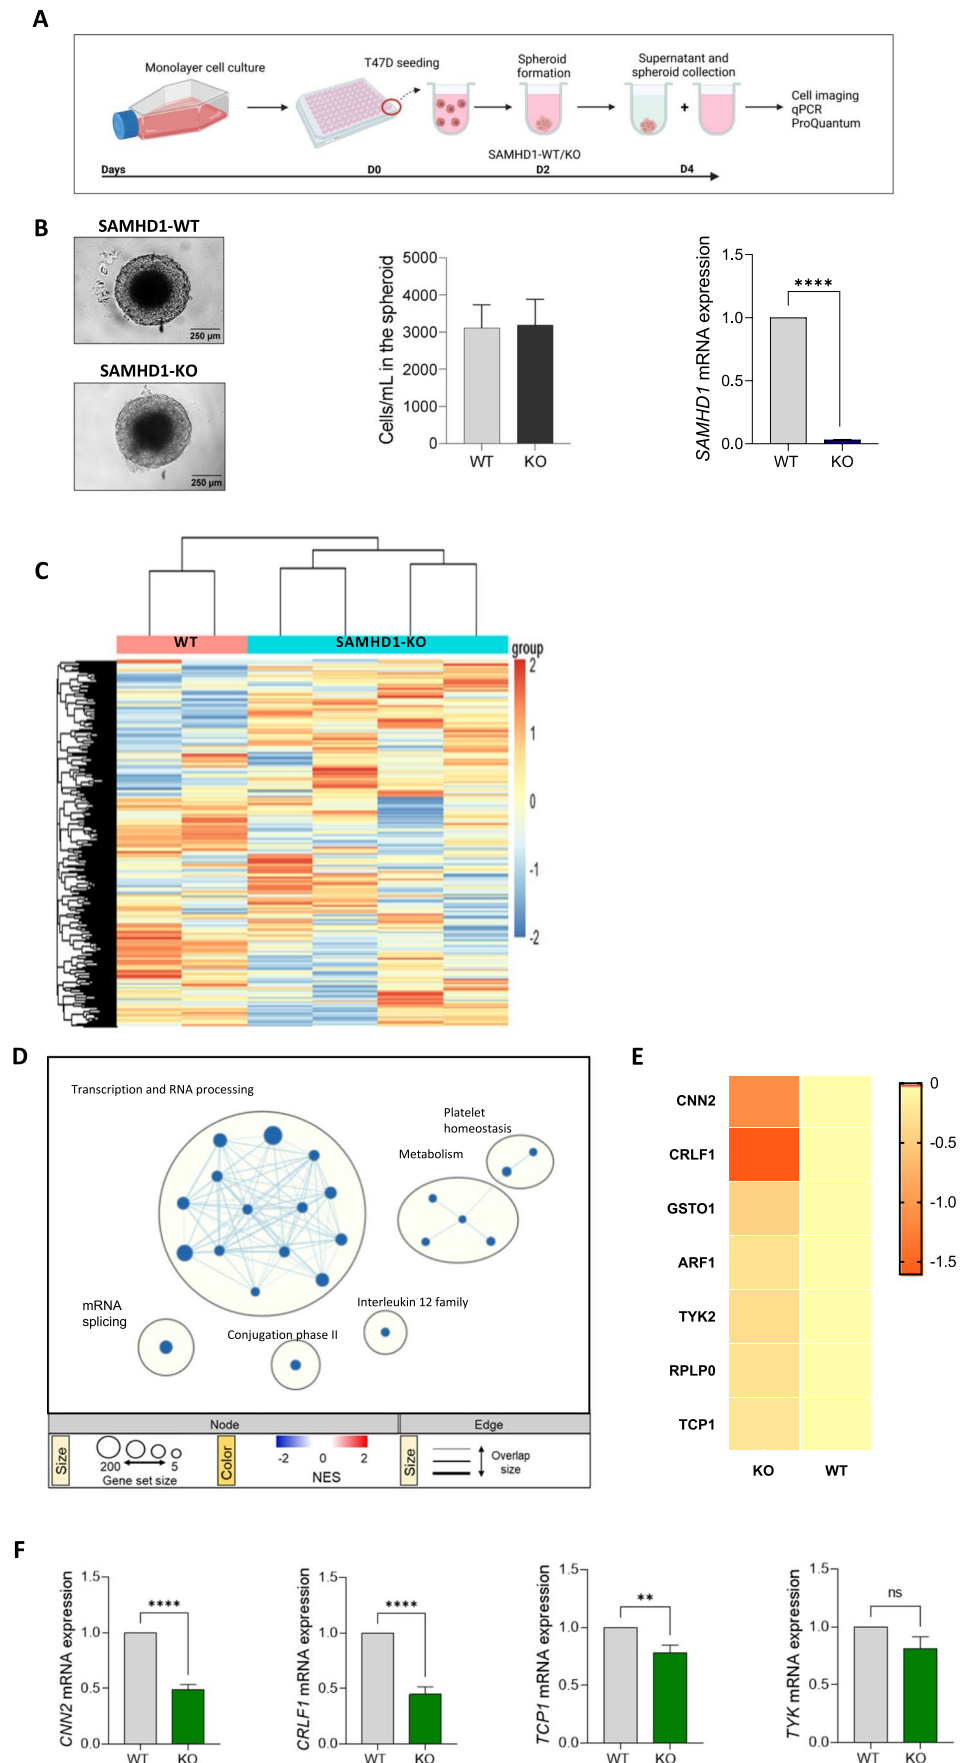 A
Monolayer cell culture
T47D seeding
Spheroid
formation
Supernatant and
spheroid collection
+
Cell imaging
qPCR
ProQuantum
SAMHD1-WT/KO
Days
D0
D2
D4
B
SAMHD1-WT
250 µm
SAMHD1-KO
250 µm
Cells/mL in the spheroid
5000
4000
3000
2000
1000
0
WT
KO
SAMHD1 mRNA expression
1.5
1.0
0.5
0.0
****
WT
KO
C
WT
SAMHD1-KO
group
2
1
0
-1
-2
D
Transcription and RNA processing
Platelet
homeostasis
Metabolism
mRNA
splicing
Conjugation phase II
Interleukin 12 family
Node
Edge
Size
200
5
Gene set size
Color
-2
0
2
NES
Size
Overlap
size
E
CNN2
CRLF1
GSTO1
ARF1
TYK2
RPLP0
TCP1
KO
WT
0
-0.5
-1.0
-1.5
F
CNN2 mRNA expression
1.5
1.0
0.5
0.0
****
WT
KO
CRLF1 mRNA expression
1.5
1.0
0.5
0.0
****
WT
KO
TCP1 mRNA expression
1.5
1.0
0.5
0.0
**
WT
KO
TYK mRNA expression
1.5
1.0
0.5
0.0
ns
WT
KO